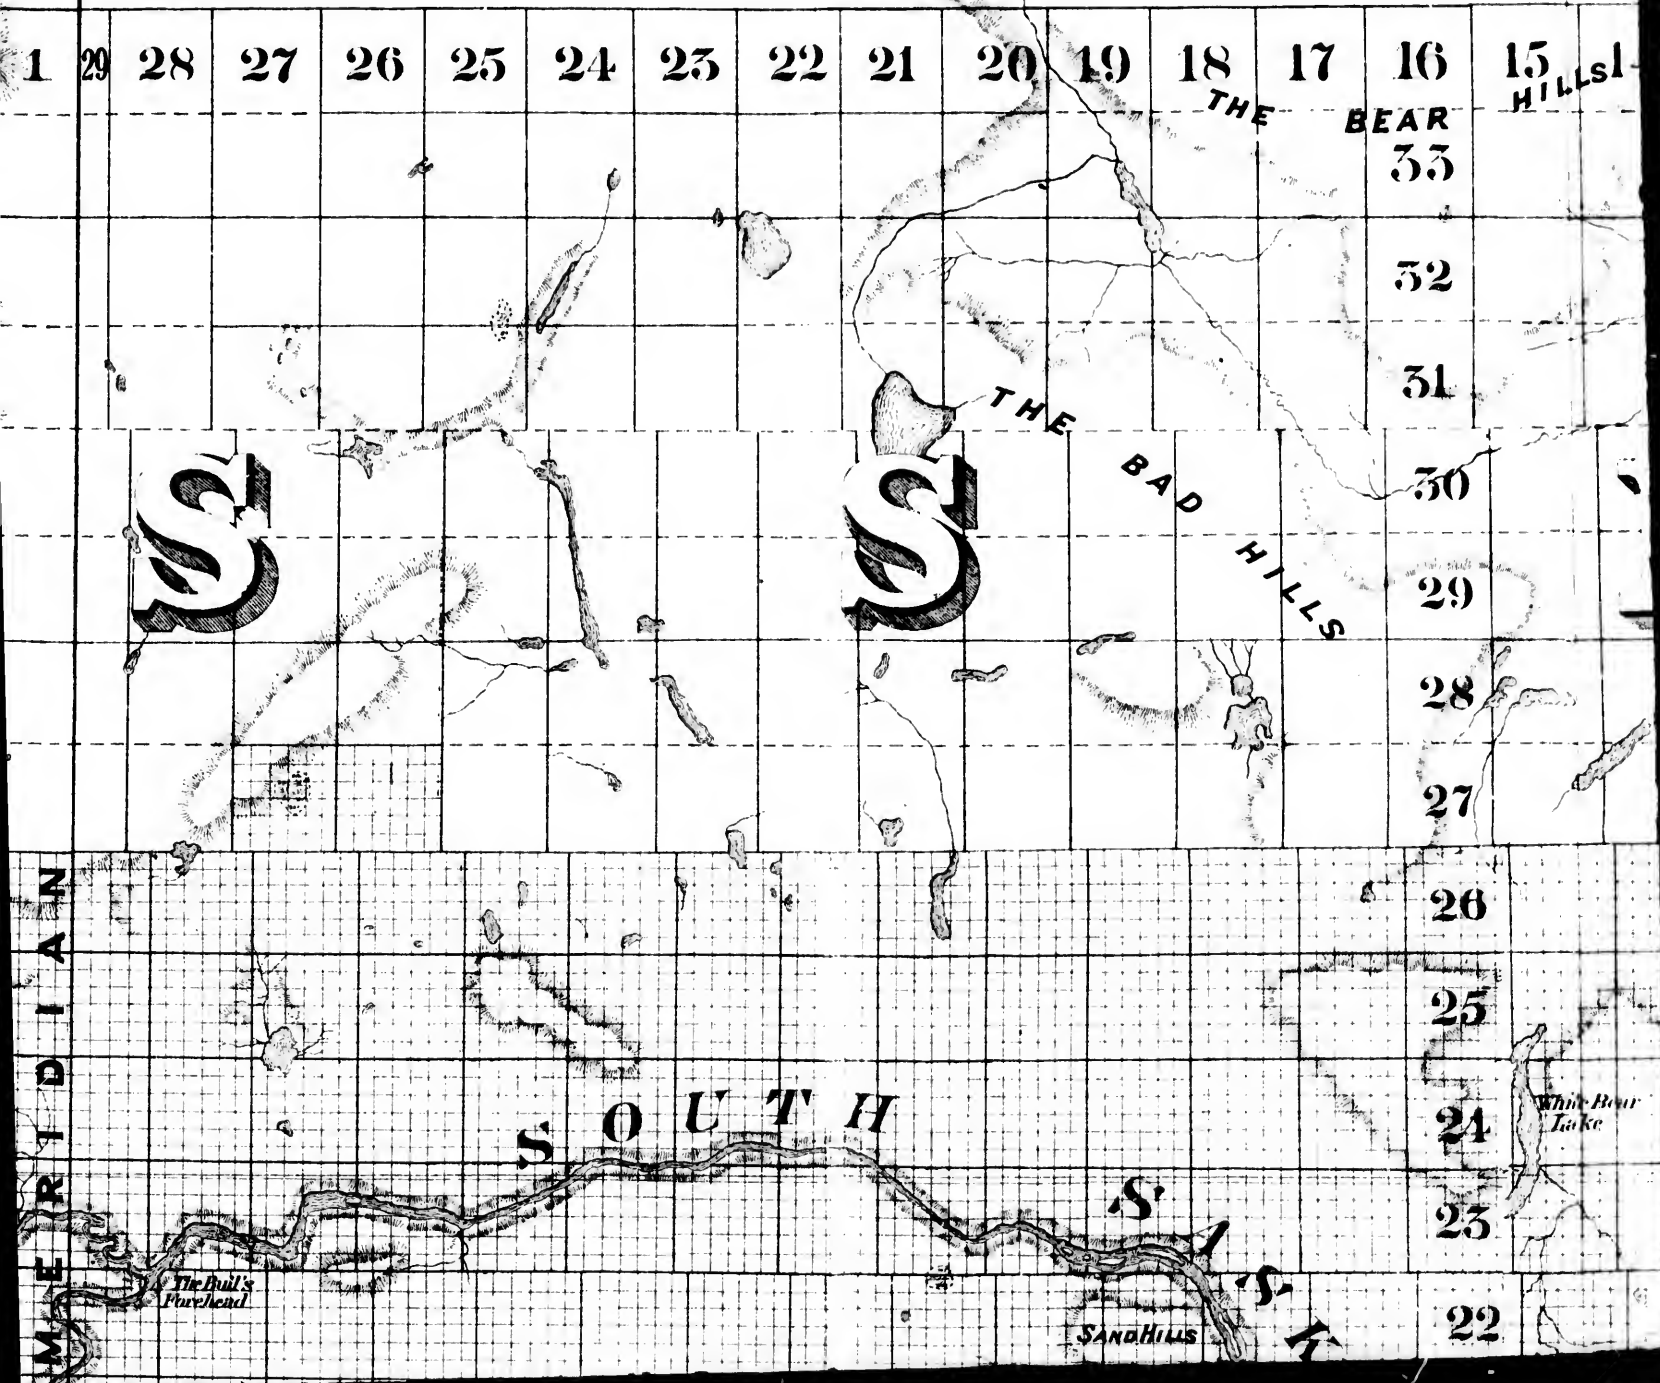 1 29 28 27 26 25 24 23 22 21 20 19 18 17 16 15 1
THE BEAR HILLS
33
32
31
THE BAD HILLS
30
S S
29
28
27
26
25
24
White Bear
Lake
23
22
MERIDIAN
SOUTH SASK
The Bull's
Forehead
SAND HILLS